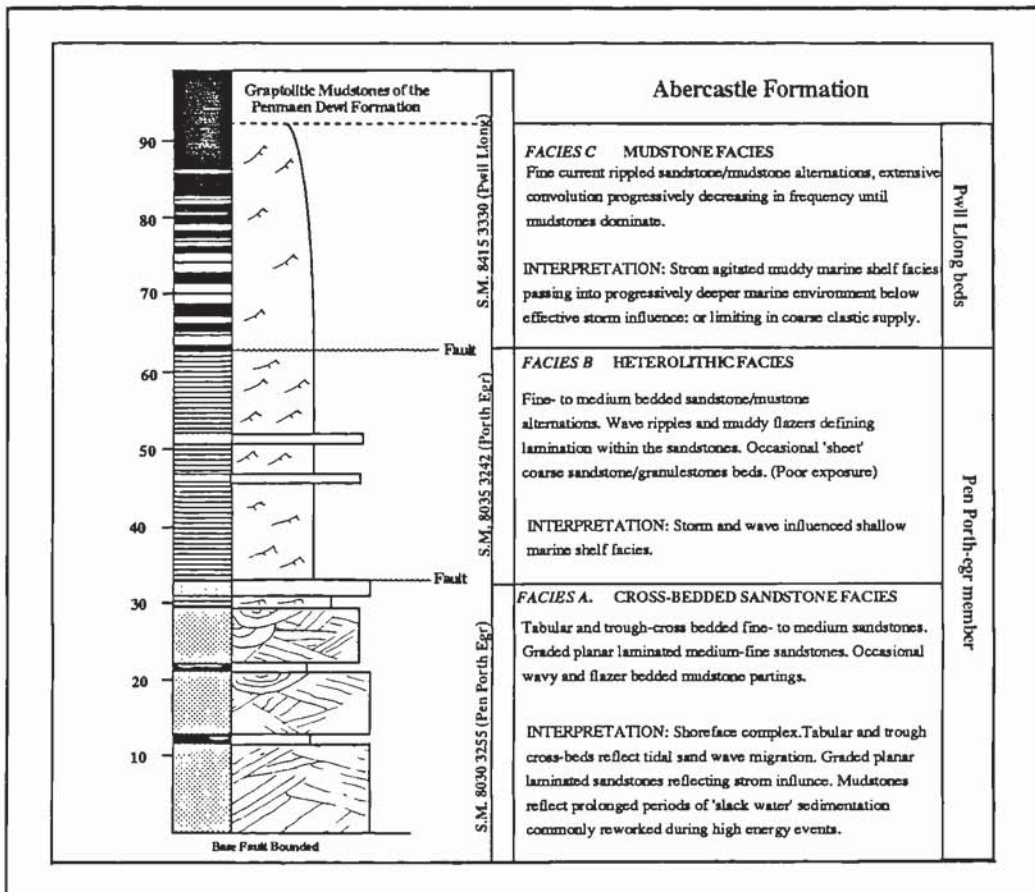 Graptolitic Mudstones of the
Penmaen Dewi Formation
90
80
70
60
50
40
30
20
10
Fault
Fault
Base Fault Bounded
S.M. 8415 3330 (Pwll Llong)
S.M. 8035 3242 (Porth Egr)
S.M. 8030 3255 (Pen Porth Egr)
Abercastle Formation
FACIES C MUDSTONE FACIES
Fine current rippled sandstone/mudstone alternations, extensive
convolution progressively decreasing in frequency until
mudstones dominate.
INTERPRETATION: Strom agitated muddy marine shelf facies
passing into progressively deeper marine environment below
effective storm influence: or limiting in coarse clastic supply.
FACIES B HETEROLITHIC FACIES
Fine- to medium bedded sandstone/mustone
alternations. Wave ripples and muddy flazers defining
lamination within the sandstones. Occasional 'sheet'
coarse sandstone/granulestones beds. (Poor exposure)
INTERPRETATION: Storm and wave influenced shallow
marine shelf facies.
FACIES A. CROSS-BEDDED SANDSTONE FACIES
Tabular and trough-cross bedded fine- to medium sandstones.
Graded planar laminated medium-fine sandstones. Occasional
wavy and flazer bedded mudstone partings.
INTERPRETATION: Shoreface complex.Tabular and trough
cross-beds reflect tidal sand wave migration. Graded planar
laminated sandstones reflecting strom influnce. Mudstones
reflect prolonged periods of 'slack water' sedimentation
commonly reworked during high energy events.
Pwll Llong
beds
Pen Porth-egr member